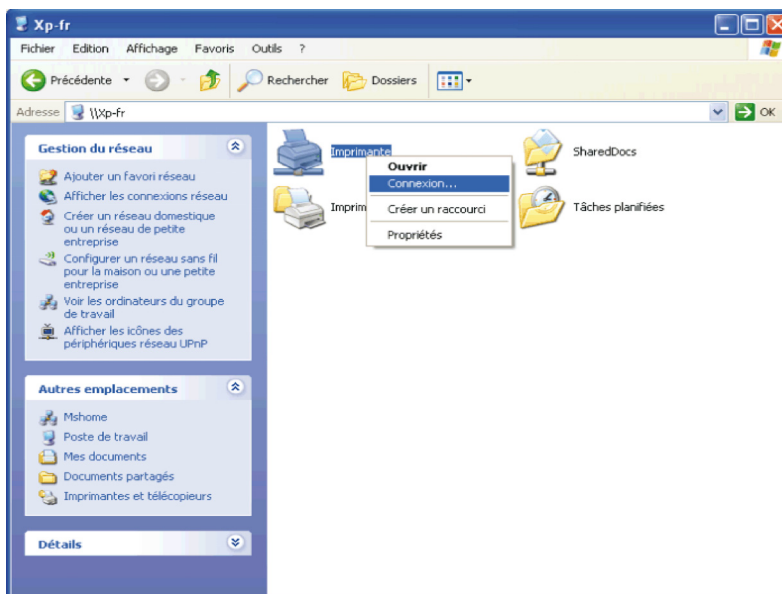 Xp-fr
Fichier Edition Affichage Favoris Outils ?
Précédente Rechercher Dossiers
Adresse \\Xp-fr OK
Gestion du réseau
Ajouter un favori réseau
Afficher les connexions réseau
Créer un réseau domestique
ou un réseau de petite
entreprise
Configurer un réseau sans fil
pour la maison ou une petite
entreprise
Voir les ordinateurs du groupe
de travail
Afficher les icônes des
périphériques réseau UPnP
Autres emplacements
Mshome
Poste de travail
Mes documents
Documents partagés
Imprimantes et télécopieurs
Détails
Imprimante
SharedDocs
Imprim
Tâches planifiées
Ouvrir
Connexion...
Créer un raccourci
Propriétés